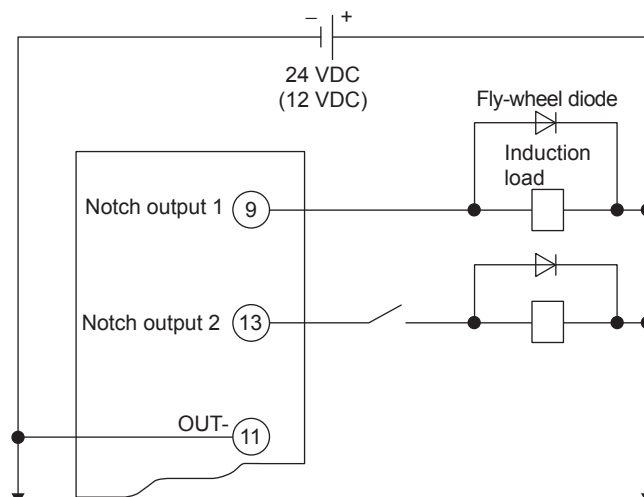 − +
24 VDC
(12 VDC)
Fly-wheel diode
Induction
load
Notch output 1 9
Notch output 2 13
OUT- 11